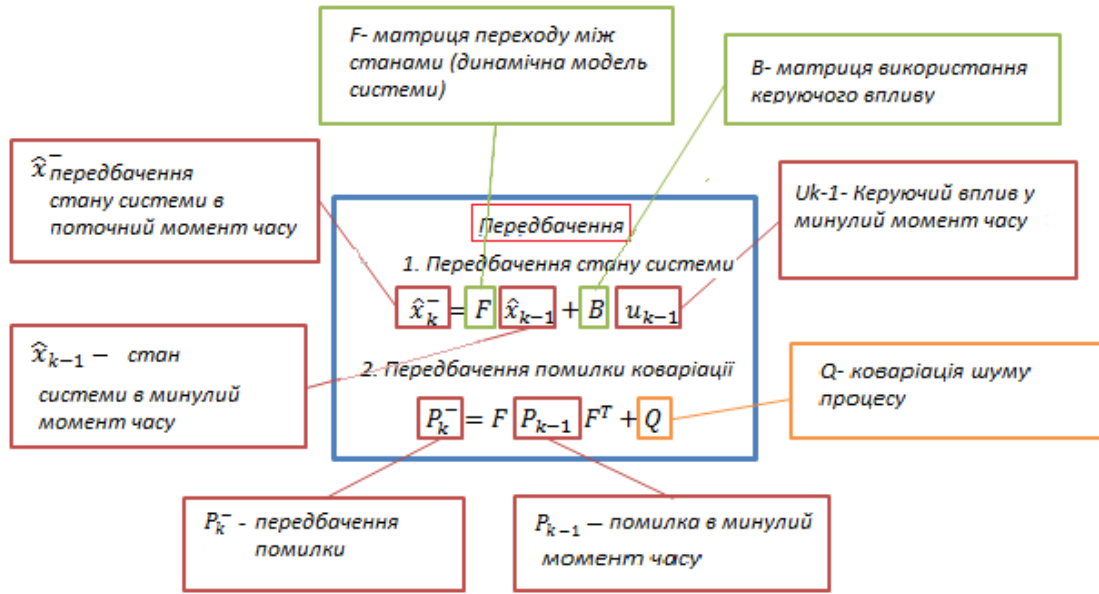 F- матриця переходу між
станами (динамічна модель
системи)
B- матриця використання
керуючого впливу
x̂⁻ передбачення
стану системи в
поточний момент часу
Uk-1- Керуючий вплив у
минулий момент часу
Передбачення
1. Передбачення стану системи
x̂ₖ⁻ = F x̂ₖ₋₁ + B uₖ₋₁
x̂ₖ₋₁ − стан
системи в минулий
момент часу
2. Передбачення помилки коваріації
Pₖ⁻ = F Pₖ₋₁ Fᵀ + Q
Q- коваріація шуму
процесу
Pₖ⁻ - передбачення
помилки
Pₖ₋₁ − помилка в минулий
момент часу